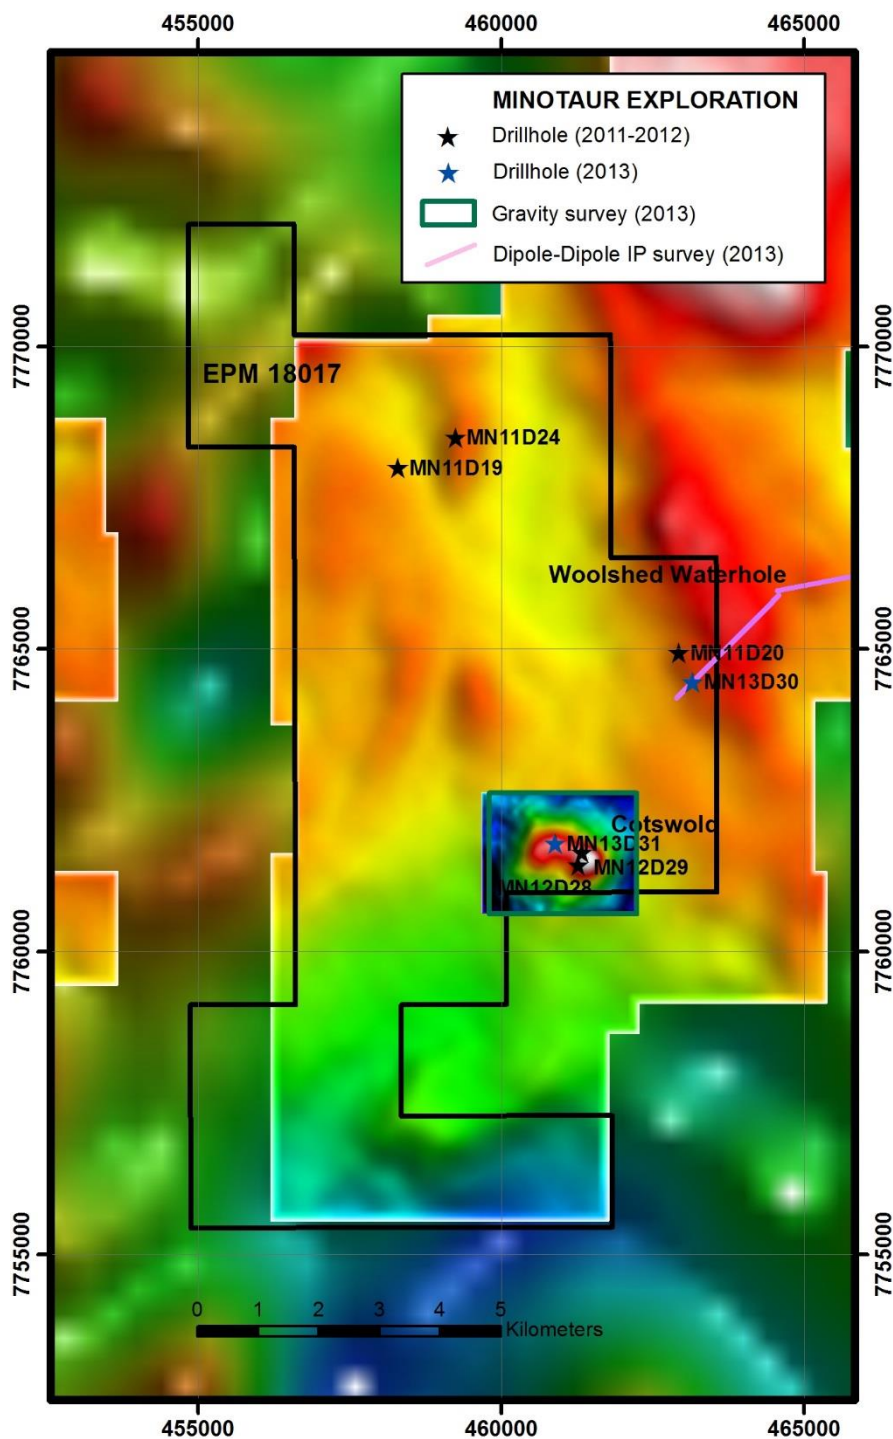 455000
460000
465000
MINOTAUR EXPLORATION
Drillhole (2011-2012)
Drillhole (2013)
Gravity survey (2013)
Dipole-Dipole IP survey (2013)
7770000
7770000
EPM 18017
MN11D24
MN11D19
Woolshed Waterhole
7765000
7765000
MN11D20
MN13D30
Cotswold
MN13D31
MN12D29
MN12D28
7760000
7760000
7755000
7755000
0 1 2 3 4 5
Kilometers
455000
460000
465000